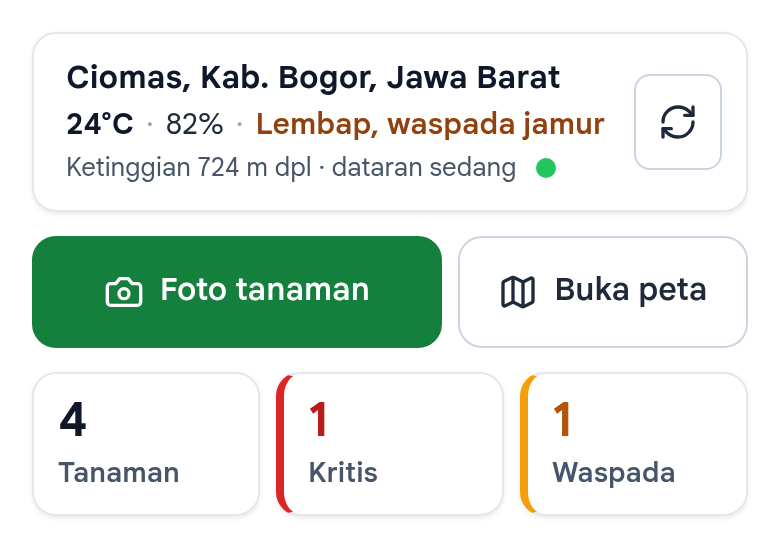 Ciomas, Kab. Bogor, Jawa Barat
24°C · 82% · Lembap, waspada jamur
Ketinggian 724 m dpl · dataran sedang
Foto tanaman
Buka peta
4
Tanaman
1
Kritis
1
Waspada